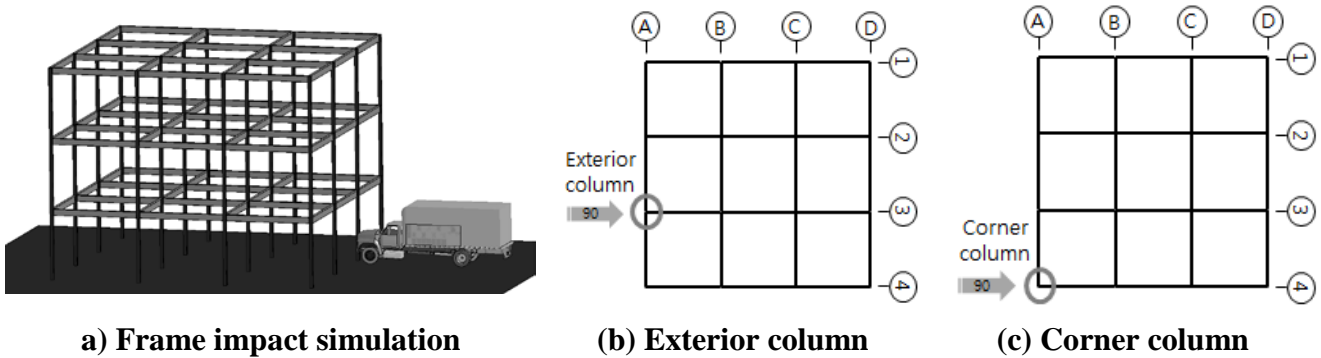 A B C D
1
2
3
4
Exterior
column
90
A B C D
1
2
3
4
Corner
column
90
a) Frame impact simulation
(b) Exterior column
(c) Corner column